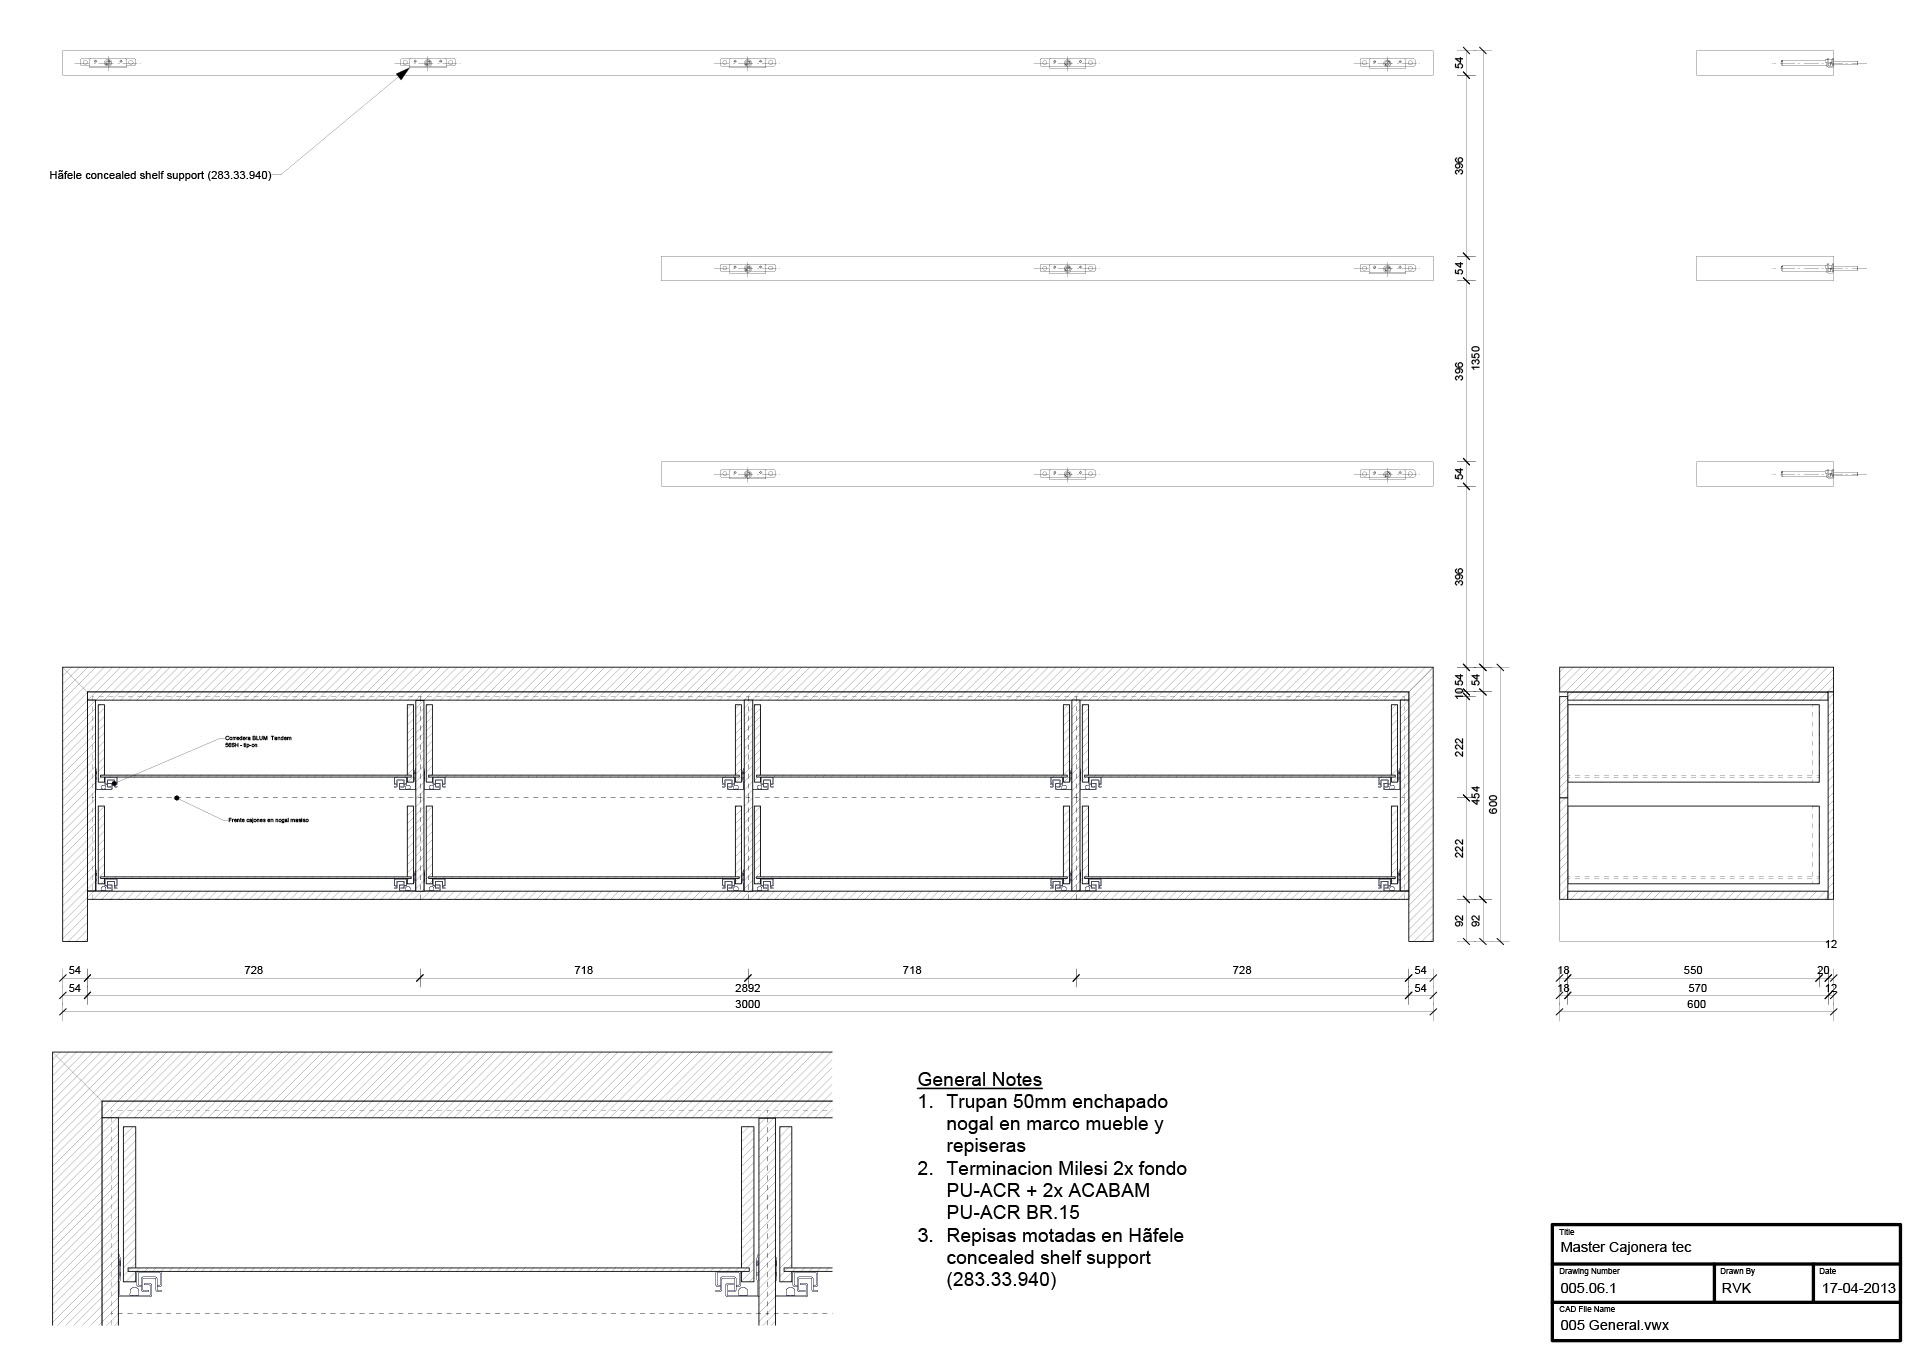 54
54
396
Hãfele concealed shelf support (283.33.940)
54
396
1350
54
396
54
54
10
Corredera BLUM Tandem
568H - tip-on
222
454
600
Frente cajones en nogal masiso
222
92
92
12
54
728
718
718
728
54
18
550
20
54
2892
54
18
570
12
3000
600
General Notes
1. Trupan 50mm enchapado
nogal en marco mueble y
repiseras
2. Terminacion Milesi 2x fondo
PU-ACR + 2x ACABAM
PU-ACR BR.15
3. Repisas motadas en Hãfele
concealed shelf support
(283.33.940)
Title
Master Cajonera tec
Drawing Number
Drawn By
Date
005.06.1
RVK
17-04-2013
CAD File Name
005 General.vwx